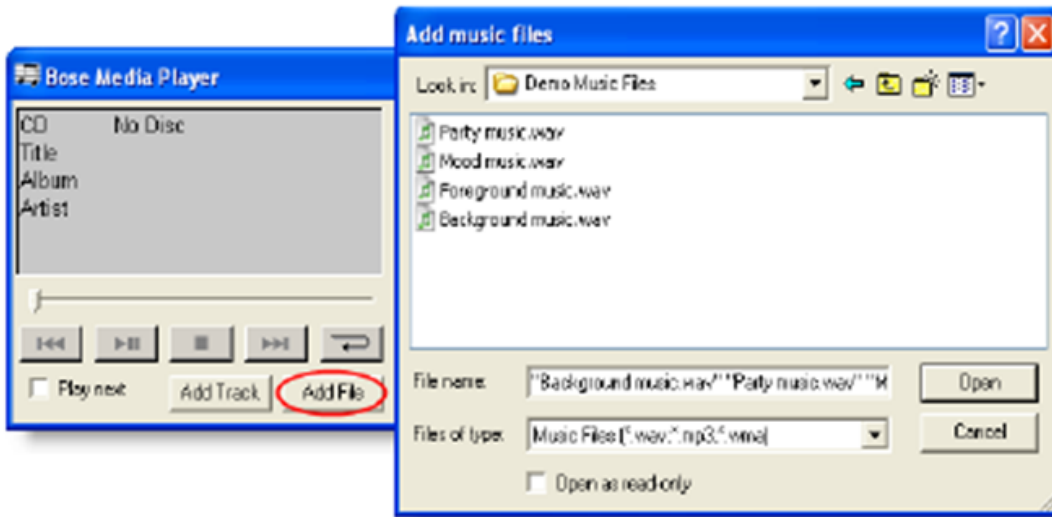 Bose Media Player
CD No Disc
Title
Album
Artist
Play next
Add Track
Add File
Add music files
Look in: Demo Music Files
Party music.wav
Mood music.wav
Foreground music.wav
Background music.wav
File name: "Background music.wav" "Party music.wav" "M
Open
Files of type: Music Files (*.wav;*.mp3;*.wma)
Cancel
Open as read-only